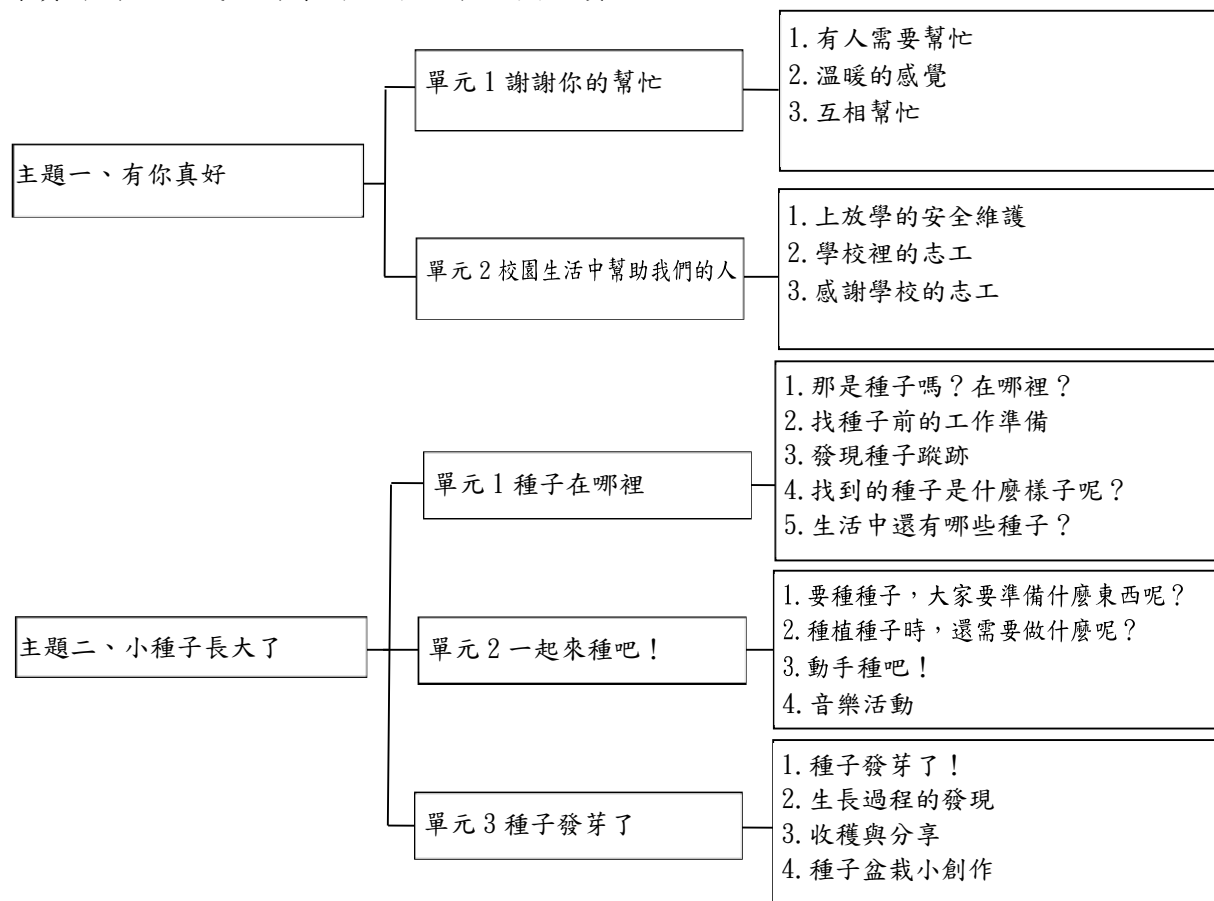 單元 1 謝謝你的幫忙
1. 有人需要幫忙
2. 溫暖的感覺
3. 互相幫忙
主題一、有你真好
單元 2 校園生活中幫助我們的人
1. 上放學的安全維護
2. 學校裡的志工
3. 感謝學校的志工
單元 1 種子在哪裡
1. 那是種子嗎？在哪裡？
2. 找種子前的工作準備
3. 發現種子蹤跡
4. 找到的種子是什麼樣子呢？
5. 生活中還有哪些種子？
主題二、小種子長大了
單元 2 一起來種吧！
1. 要種種子，大家要準備什麼東西呢？
2. 種植種子時，還需要做什麼呢？
3. 動手種吧！
4. 音樂活動
單元 3 種子發芽了
1. 種子發芽了！
2. 生長過程的發現
3. 收穫與分享
4. 種子盆栽小創作